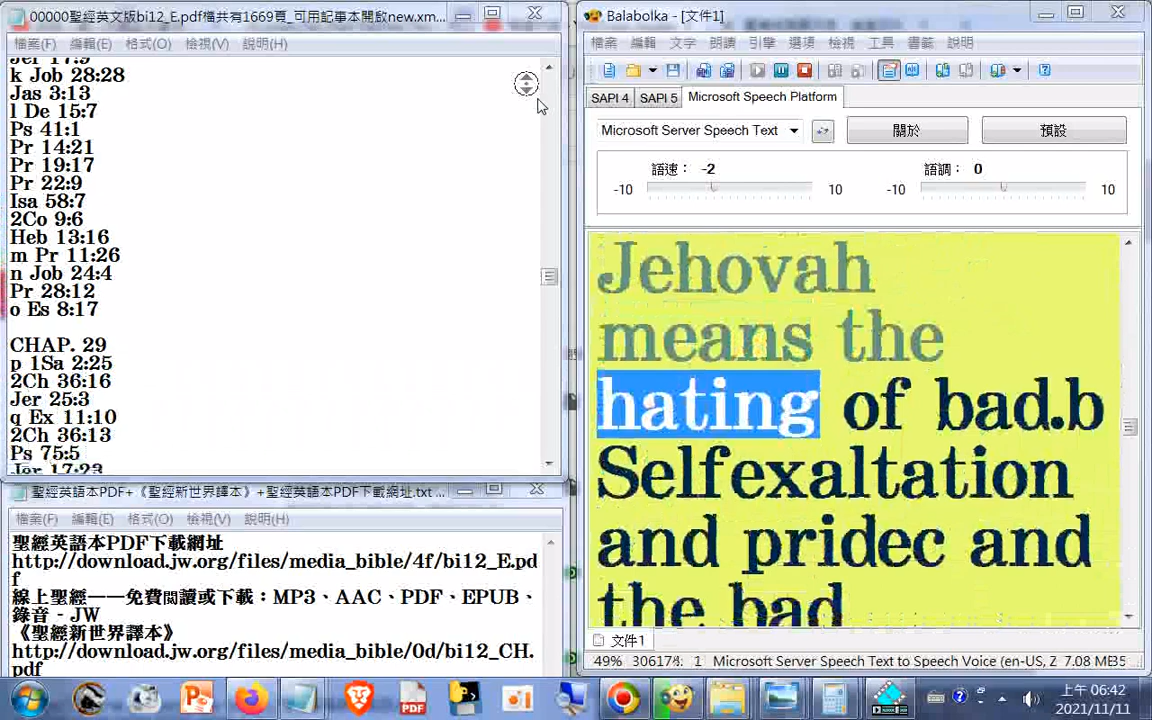 00000聖經英文版bi12_E.pdf檔共有1669頁_可用記事本開啟new.xm...
檔案(F) 編輯(E) 格式(O) 檢視(V) 說明(H)
Jer 17:9
k Job 28:28
Jas 3:13
l De 15:7
Ps 41:1
Pr 14:21
Pr 19:17
Pr 22:9
Isa 58:7
2Co 9:6
Heb 13:16
m Pr 11:26
n Job 24:4
Pr 28:12
o Es 8:17
CHAP. 29
p 1Sa 2:25
2Ch 36:16
Jer 25:3
q Ex 11:10
2Ch 36:13
Ps 75:5
Jer 17:23
聖經英語本PDF+《聖經新世界譯本》+聖經英語本PDF下載網址.txt ...
檔案(F) 編輯(E) 格式(O) 檢視(V) 說明(H)
聖經英語本PDF下載網址
http://download.jw.org/files/media_bible/4f/bi12_E.pd
f
線上聖經——免費閱讀或下載：MP3、AAC、PDF、EPUB、
錄音 - JW
《聖經新世界譯本》
http://download.jw.org/files/media_bible/0d/bi12_CH.
pdf
Balabolka - [文件1]
檔案 編輯 文字 朗讀 引擎 選項 檢視 工具 書籤 說明
SAPI 4 SAPI 5 Microsoft Speech Platform
Microsoft Server Speech Text 關於 預設
語速： -2 語調： 0
-10 10 -10 10
Jehovah
means the
hating of bad.b
Selfexaltation
and pridec and
the bad
文件1
49% 30617 1 Microsoft Server Speech Text to Speech Voice (en-US, Z 7.08 MB
PDF
上午 06:42
2021/11/11